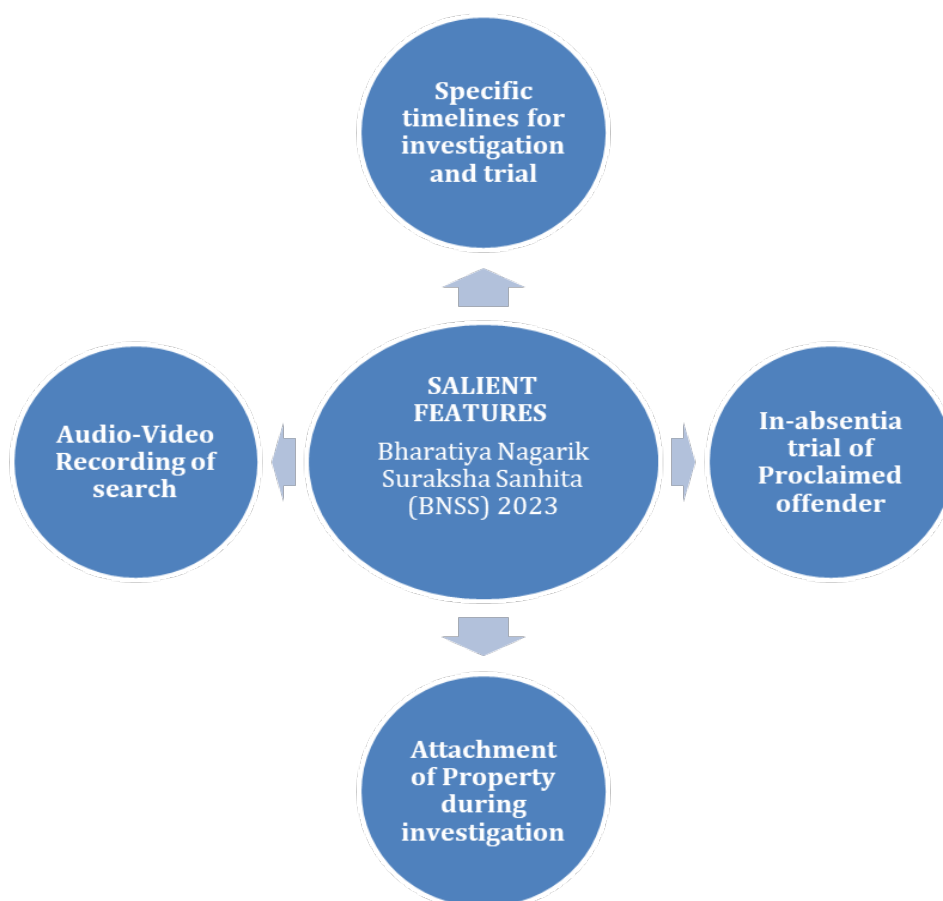 Specific
timelines for
investigation
and trial
SALIENT
FEATURES
Bharatiya Nagarik
Suraksha Sanhita
(BNSS) 2023
Audio-Video
Recording of
search
In-absentia
trial of
Proclaimed
offender
Attachment
of Property
during
investigation